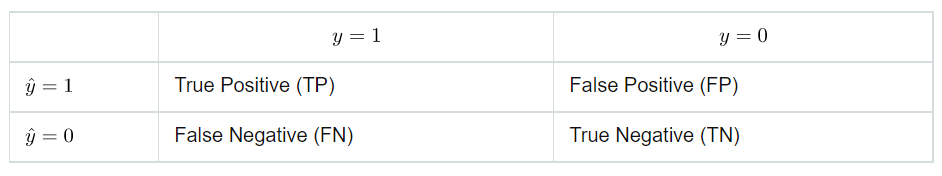 y = 1 y = 0
ŷ = 1 True Positive (TP) False Positive (FP)
ŷ = 0 False Negative (FN) True Negative (TN)